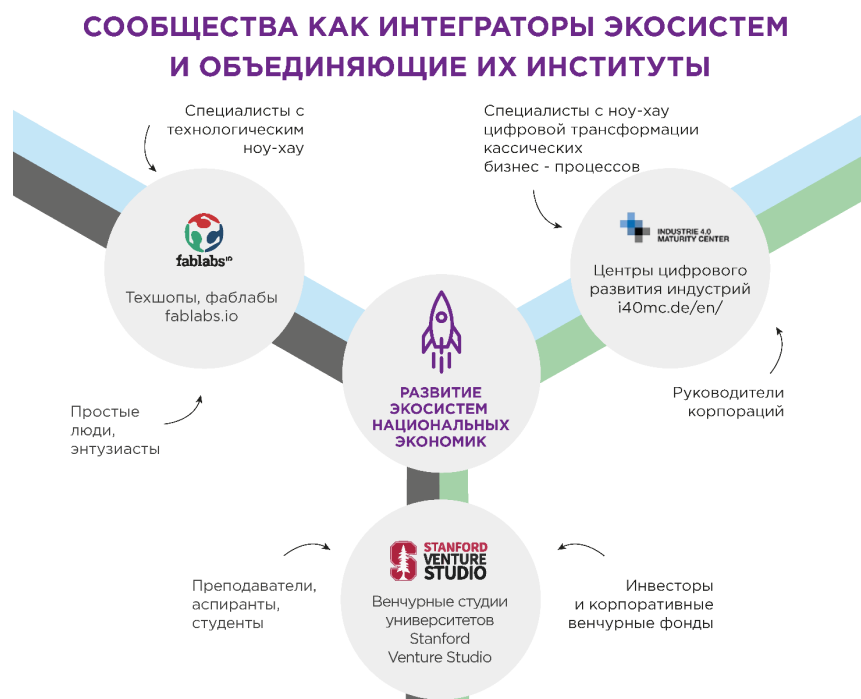 СООБЩЕСТВА КАК ИНТЕГРАТОРЫ ЭКОСИСТЕМ
И ОБЪЕДИНЯЮЩИЕ ИХ ИНСТИТУТЫ
Специалисты с
технологическим
ноу-хау
Специалисты с ноу-хау
цифровой трансформации
кассических
бизнес - процессов
fablabs io
Техшопы, фаблабы
fablabs.io
INDUSTRIE 4.0
MATURITY CENTER
Центры цифрового
развития индустрий
i40mc.de/en/
РАЗВИТИЕ
ЭКОСИСТЕМ
НАЦИОНАЛЬНЫХ
ЭКОНОМИК
Простые
люди,
энтузиасты
Руководители
корпораций
STANFORD
VENTURE
STUDIO
Венчурные студии
университетов
Stanford
Venture Studio
Преподаватели,
аспиранты,
студенты
Инвесторы
и корпоративные
венчурные фонды